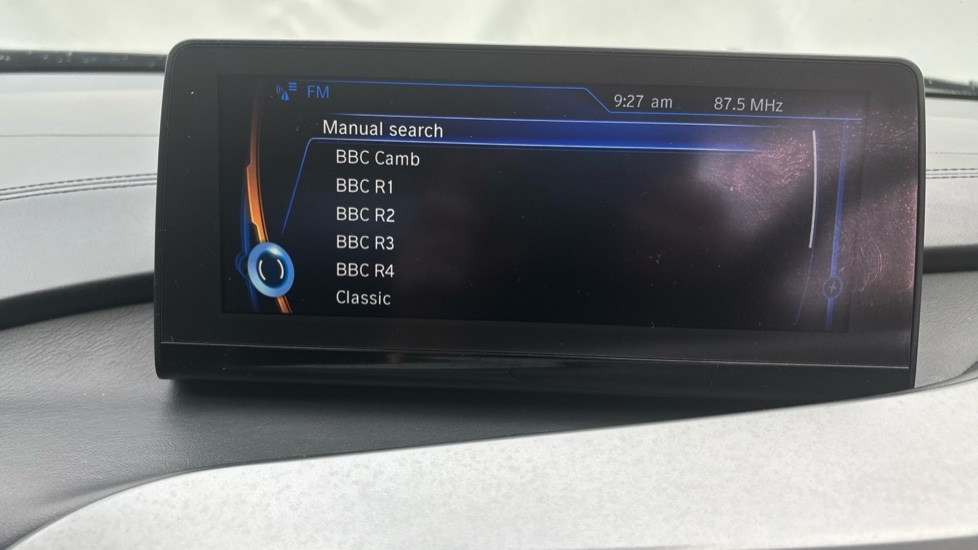 FM
9:27 am 87.5 MHz
Manual search
BBC Camb
BBC R1
BBC R2
BBC R3
BBC R4
Classic